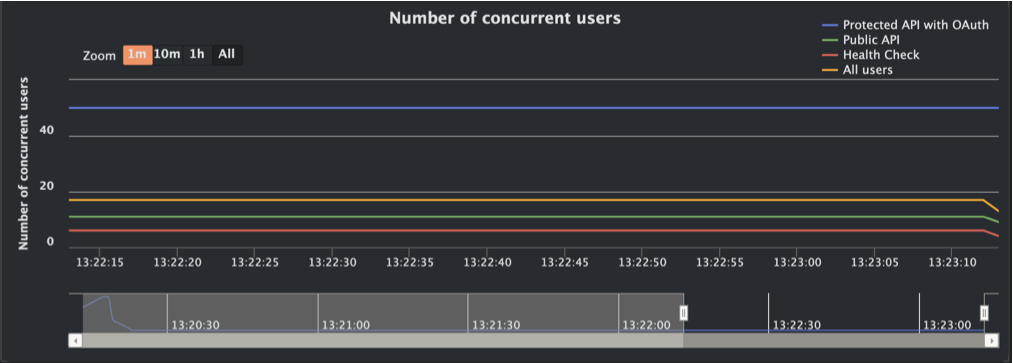 Number of concurrent users
Protected API with OAuth
Public API
Health Check
All users
Zoom 1m 10m 1h All
Number of concurrent users
40
20
0
13:22:15 13:22:20 13:22:25 13:22:30 13:22:35 13:22:40 13:22:45 13:22:50 13:22:55 13:23:00 13:23:05 13:23:10
13:20:30 13:21:00 13:21:30 13:22:00 13:22:30 13:23:00